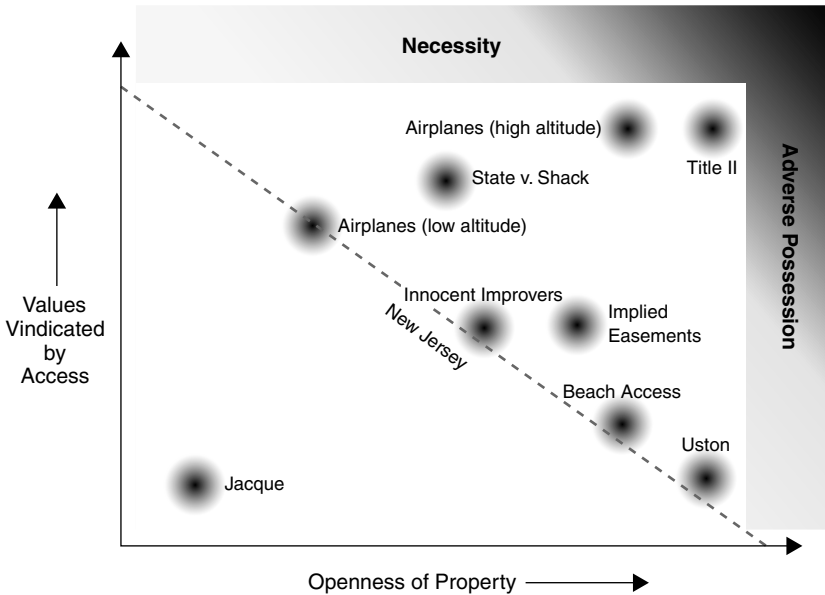 Necessity
Airplanes (high altitude)
Title II
Adverse Possession
State v. Shack
Airplanes (low altitude)
Values
Vindicated
by
Access
Innocent Improvers
New Jersey
Implied
Easements
Beach Access
Uston
Jacque
Openness of Property